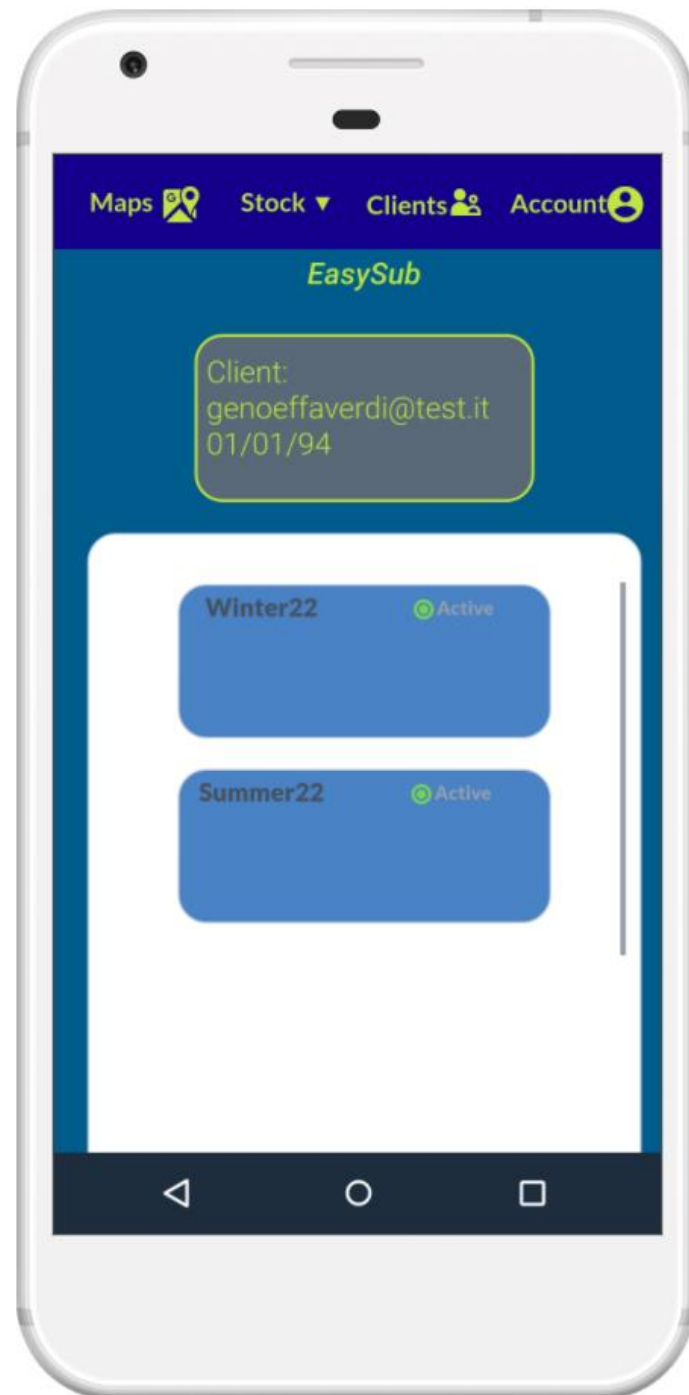 Maps Stock ▼ Clients Account
EasySub
Client:
genoeffaverdi@test.it
01/01/94
Winter22 Active
Summer22 Active